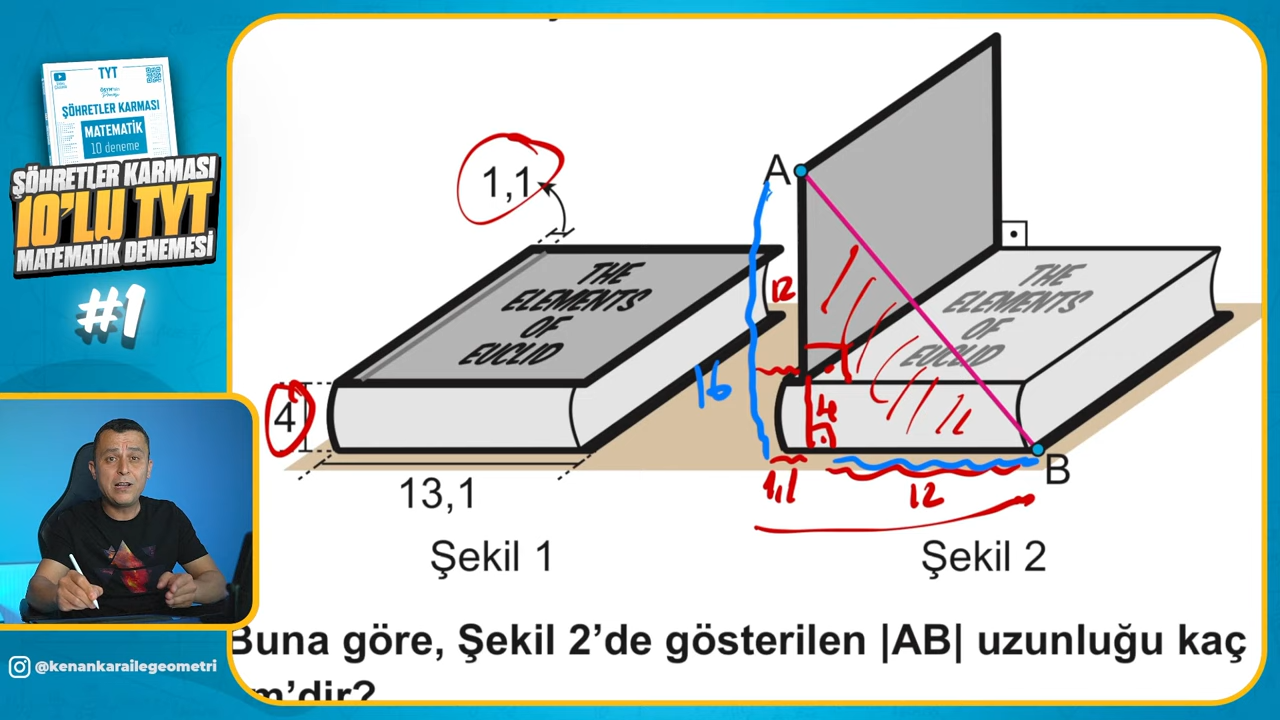 TYT
ŞÖHRETLER KARMASI
MATEMATİK
10 deneme
ŞÖHRETLER KARMASI
10'LU TYT
MATEMATİK DENEMESİ
#1
1,1
THE
ELEMENTS
OF
EUCLID
4
13,1
Şekil 1
A
12
THE
ELEMENTS
OF
EUCLID
16
4
B
1,1
12
Şekil 2
Buna göre, Şekil 2'de gösterilen |AB| uzunluğu kaç
m'dir?
@kenankarailegeometri